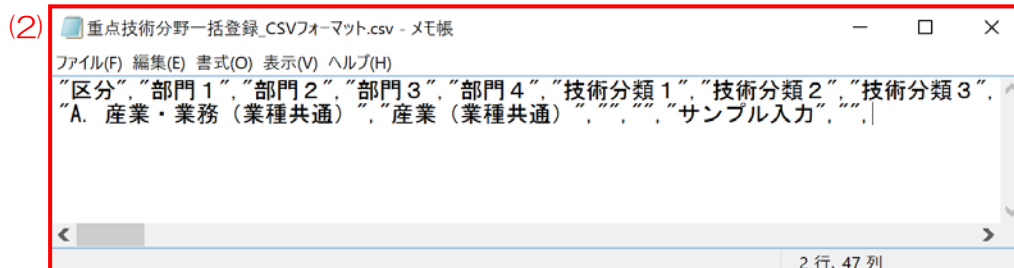 (2)
重点技術分野一括登録_CSVフォーマット.csv - メモ帳
ファイル(F) 編集(E) 書式(O) 表示(V) ヘルプ(H)
"区分","部門１","部門２","部門３","部門４","技術分類１","技術分類２","技術分類３",
"A. 産業・業務（業種共通）","産業（業種共通）","","","サンプル入力","",
2 行, 47 列